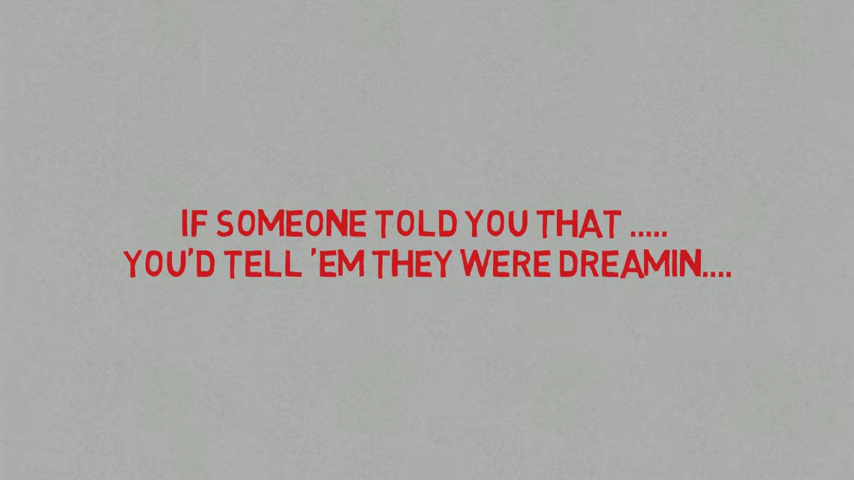 IF SOMEONE TOLD YOU THAT .....
YOU'D TELL 'EM THEY WERE DREAMIN....